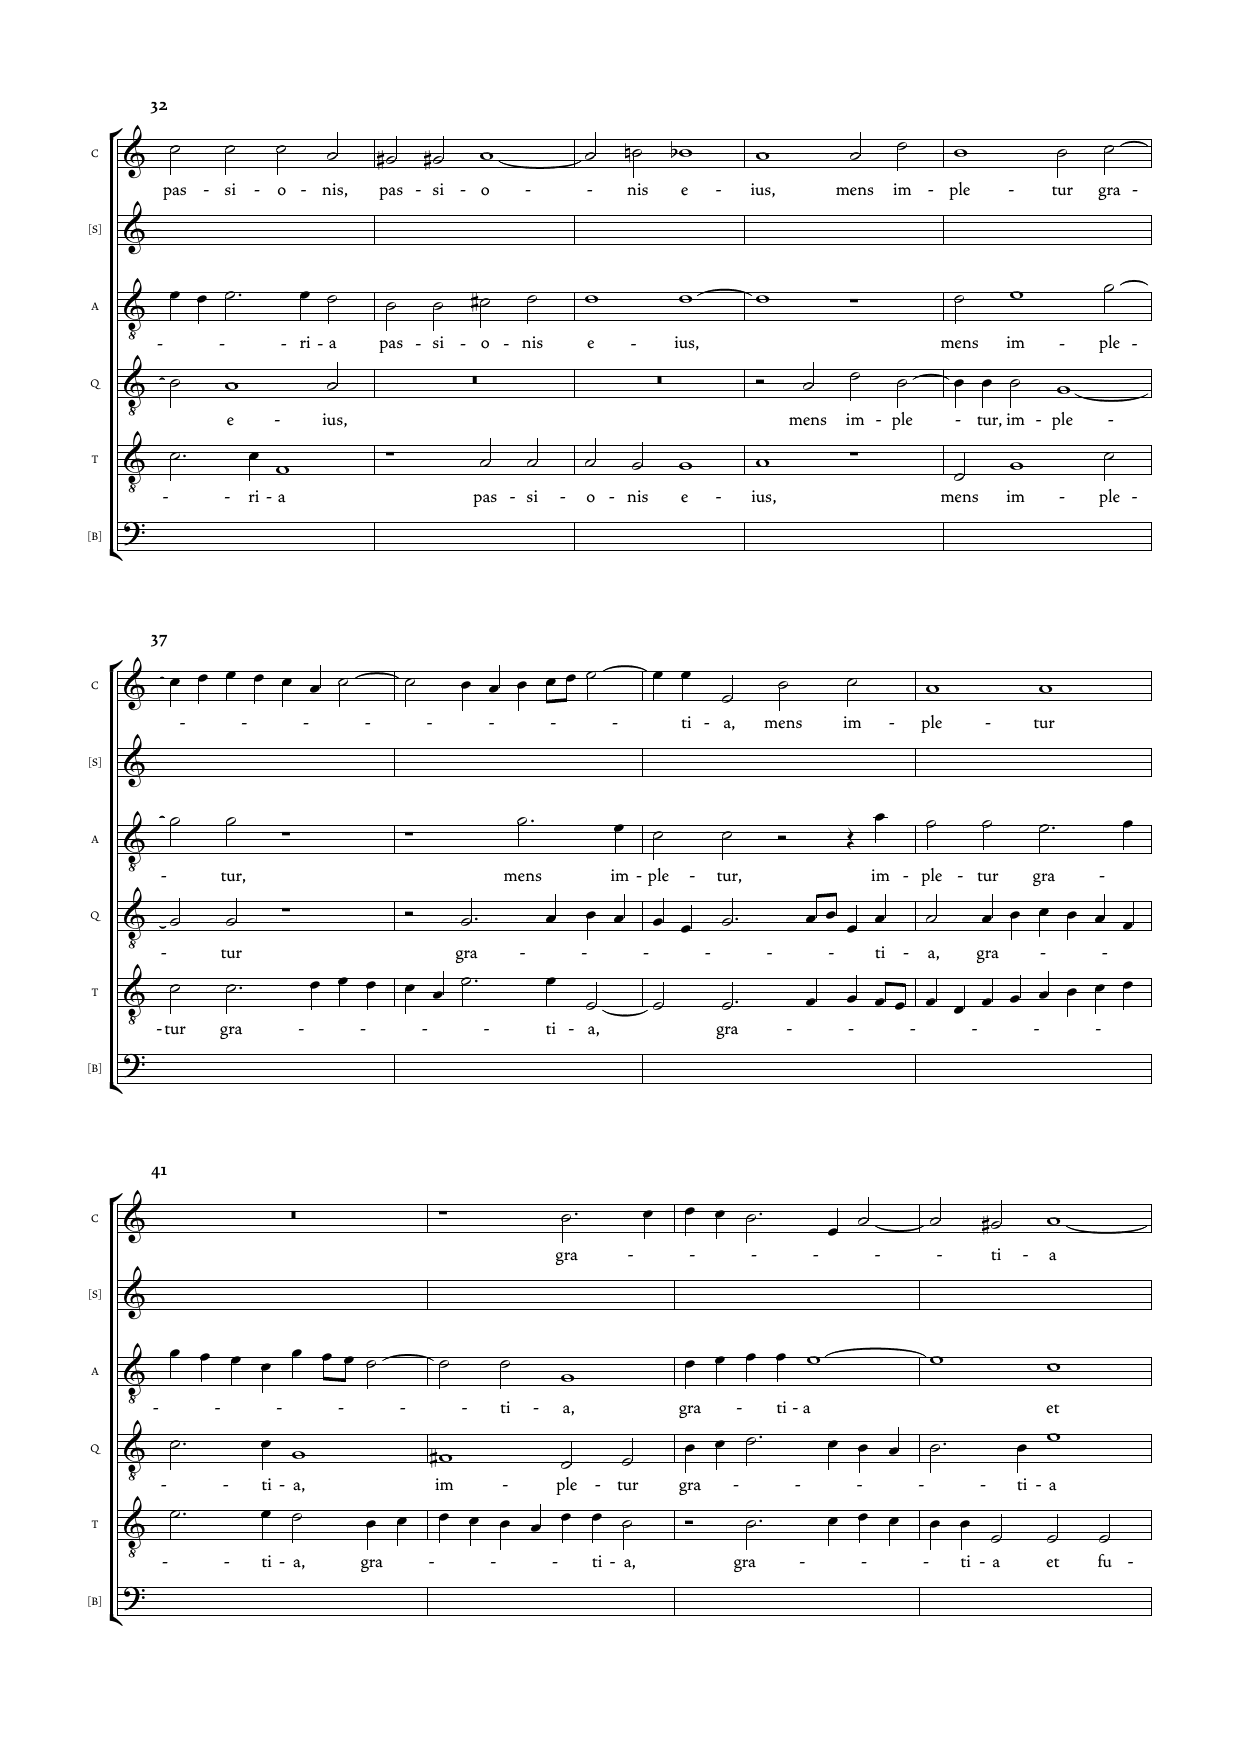 32
C
pas - si - o - nis, pas - si - o - - nis e - ius, mens im - ple - tur gra -
[S]
A
- - - ri - a pas - si - o - nis e - ius, mens im - ple -
Q
e - ius, mens im - ple - tur, im - ple -
T
- - ri - a pas - si - o - nis e - ius, mens im - ple -
[B]
37
C
- - - - - - - - ti - a, mens im - ple - tur
[S]
A
- tur, mens im - ple - tur, im - ple - tur gra -
Q
- tur gra - - - - - - ti - a, gra - - -
T
- tur gra - - - - ti - a, gra - - - - - - -
[B]
41
C
gra - - - - - - ti - a
[S]
A
- - - - - - ti - a, gra - ti - a et
Q
- - ti - a, im - ple - tur gra - - - - - ti - a
T
- - ti - a, gra - - - ti - a, gra - - - ti - a et fu -
[B]